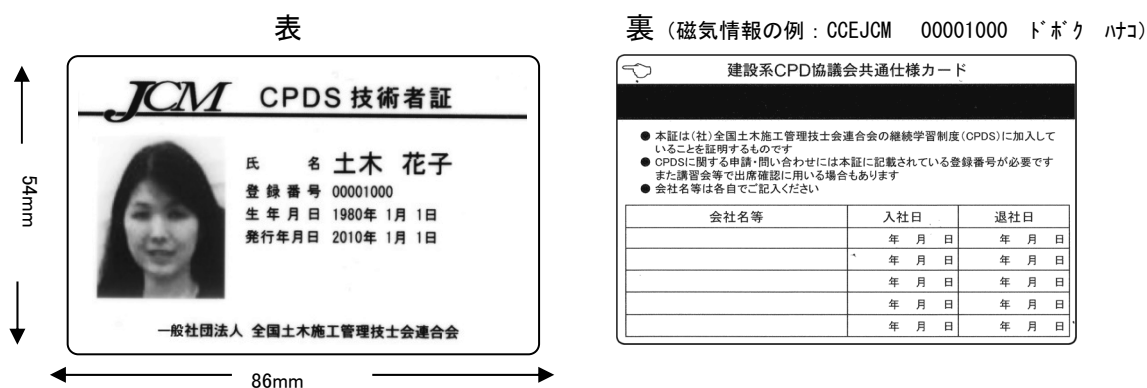 表
JCM CPDS 技術者証
氏 名 土木 花子
登録番号 00001000
生年月日 1980年 1月 1日
発行年月日 2010年 1月 1日
一般社団法人 全国土木施工管理技士会連合会
54mm
86mm
裏（磁気情報の例：CCEJCM 00001000 ﾄﾞﾎﾞｸ ﾊﾅｺ）
建設系CPD協議会共通仕様カード
● 本証は(社)全国土木施工管理技士会連合会の継続学習制度(CPDS)に加入して
いることを証明するものです
● CPDSに関する申請・問い合わせには本証に記載されている登録番号が必要です
また講習会等で出席確認に用いる場合もあります
● 会社名等は各自でご記入ください
会社名等 入社日 退社日
年 月 日 年 月 日
年 月 日 年 月 日
年 月 日 年 月 日
年 月 日 年 月 日
年 月 日 年 月 日